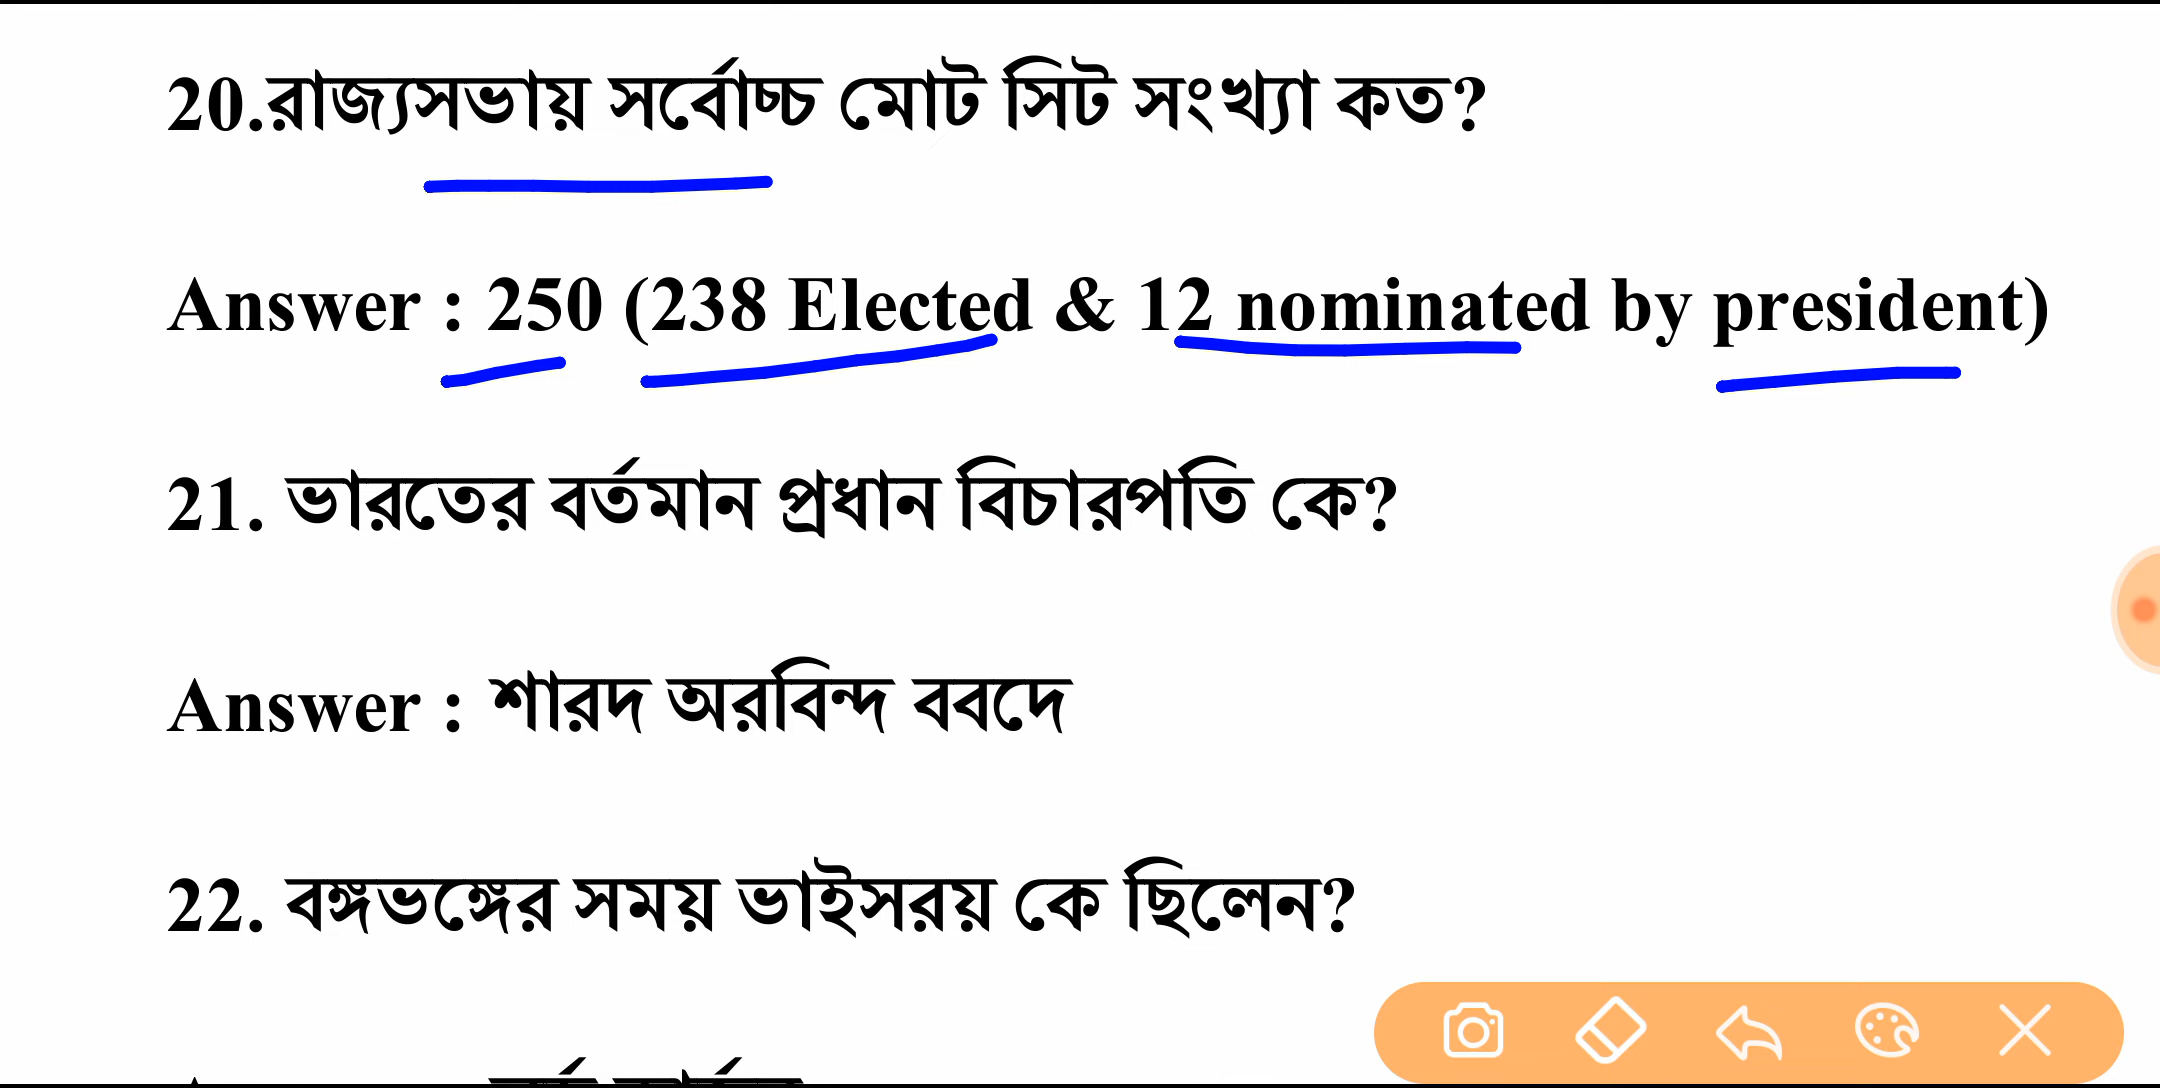 20.রাজ্যসভায় সর্বোচ্চ মোট সিট সংখ্যা কত?
Answer : 250 (238 Elected & 12 nominated by president)
21. ভারতের বর্তমান প্রধান বিচারপতি কে?
Answer : শারদ অরবিন্দ ববদে
22. বঙ্গভঙ্গের সময় ভাইসরয় কে ছিলেন?